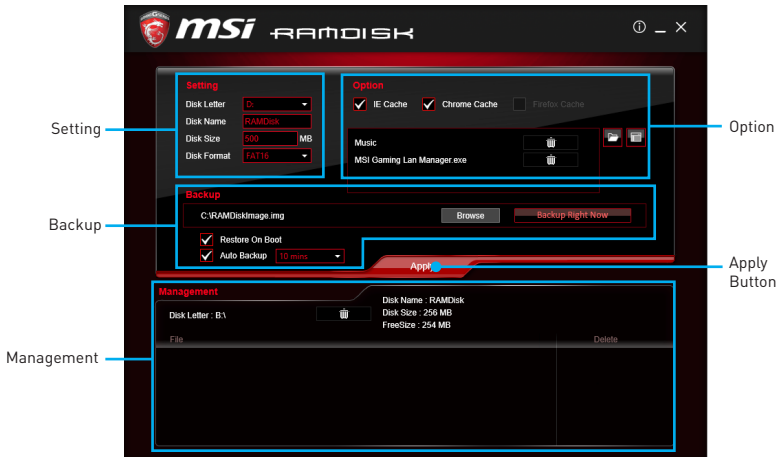 msi RAMDISK
Setting
Disk Letter D:
Disk Name RAMDisk
Disk Size 500 MB
Disk Format FAT16
Option
IE Cache Chrome Cache Firefox Cache
Music
MSI Gaming Lan Manager.exe
Backup
C:\RAMDiskImage.img Browse Backup Right Now
Restore On Boot
Auto Backup 10 mins
Apply
Management
Disk Letter : B:\
Disk Name : RAMDisk
Disk Size : 256 MB
FreeSize : 254 MB
File Delete
Setting
Backup
Management
Option
Apply
Button